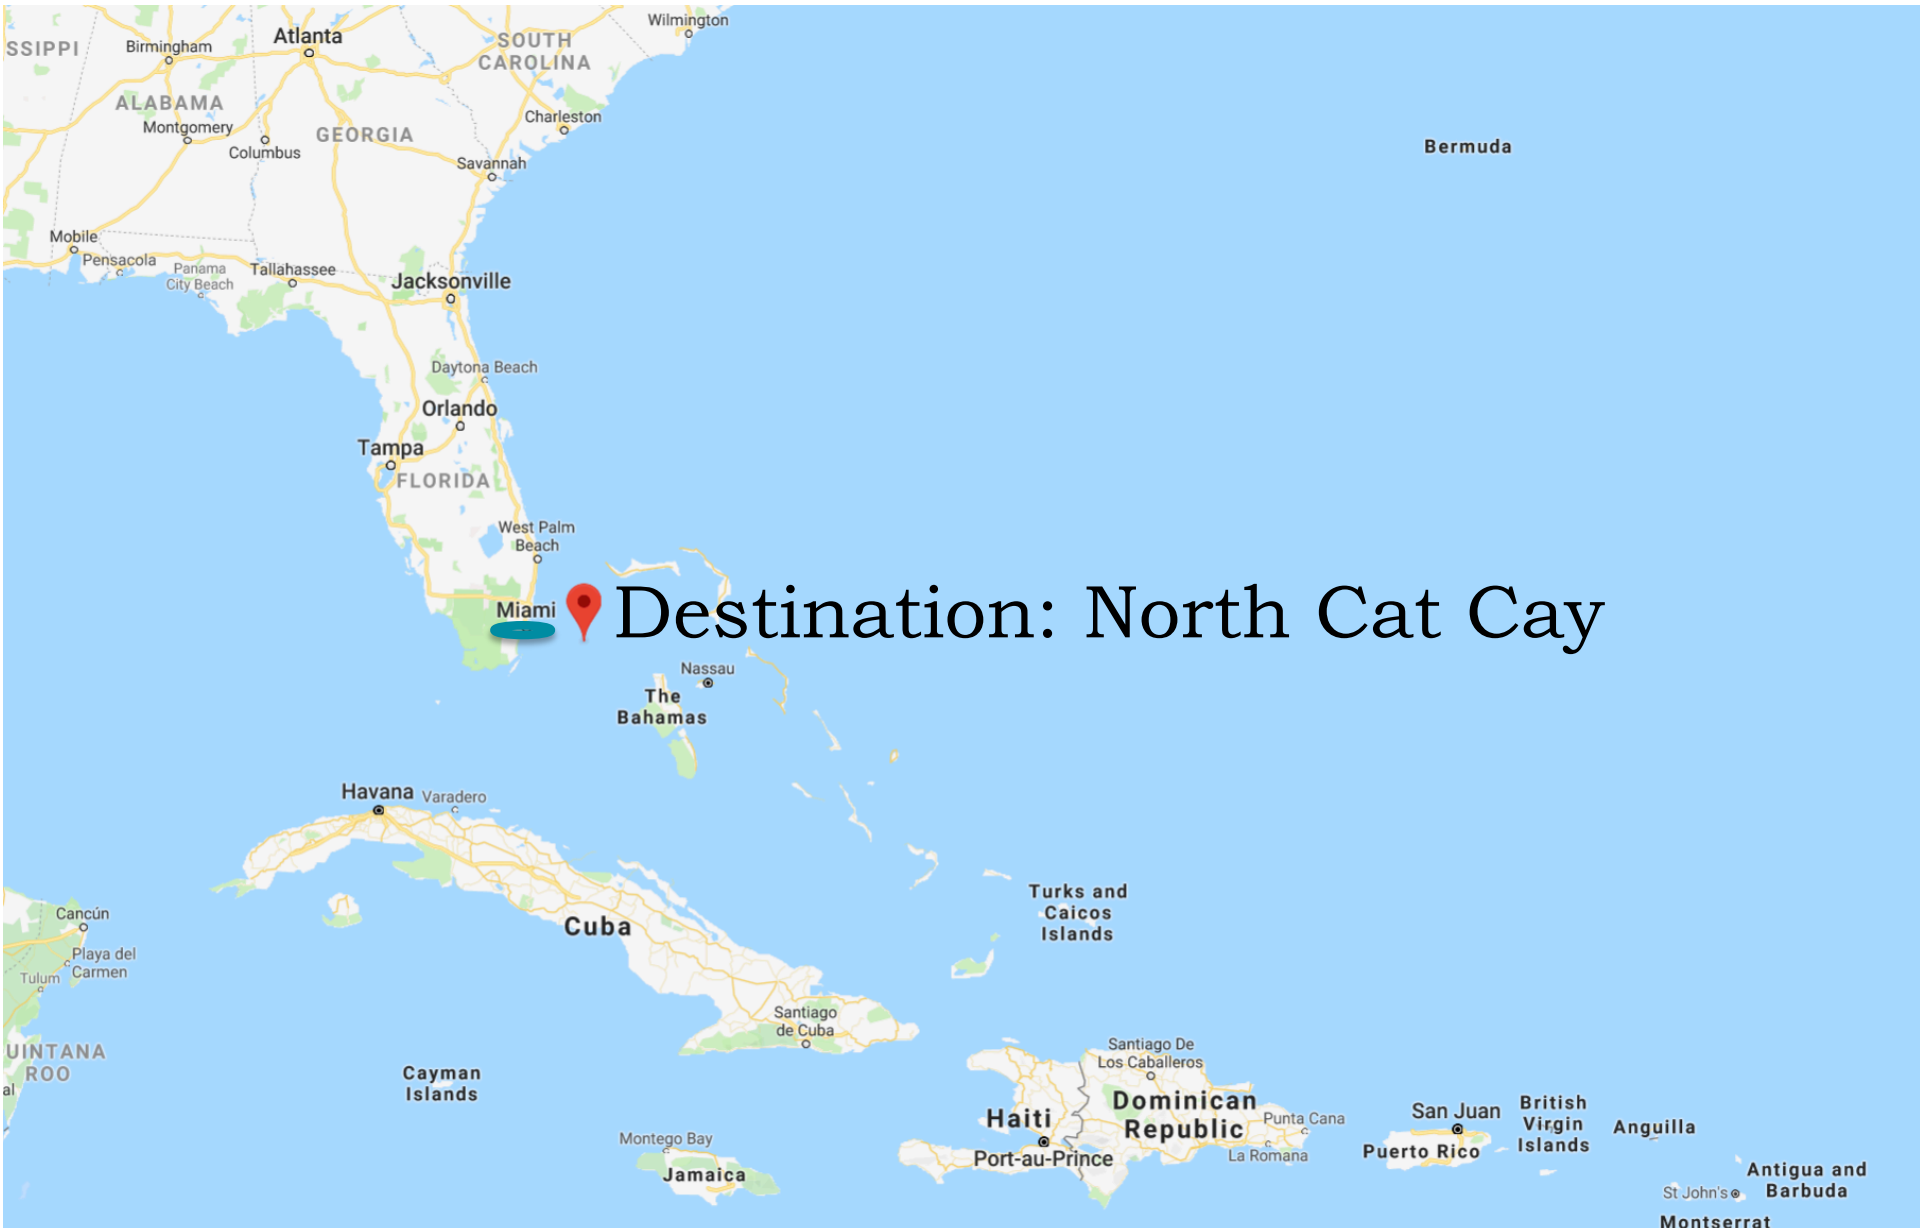 Wilmington
SSIPPI
Birmingham
Atlanta
SOUTH
CAROLINA
ALABAMA
Montgomery
Columbus
GEORGIA
Charleston
Savannah
Bermuda
Mobile
Pensacola
Panama
City Beach
Tallahassee
Jacksonville
Daytona Beach
Orlando
Tampa
FLORIDA
West Palm
Beach
Miami
Destination: North Cat Cay
Nassau
The
Bahamas
Havana
Varadero
Cuba
Turks and
Caicos
Islands
Cancún
Playa del
Carmen
Tulum
Santiago
de Cuba
UINTANA
ROO
al
Cayman
Islands
Santiago De
Los Caballeros
Haiti
Dominican
Republic
Punta Cana
Port-au-Prince
La Romana
San Juan
Puerto Rico
British
Virgin
Islands
Anguilla
Montego Bay
Jamaica
Antigua and
Barbuda
St John's
Montserrat